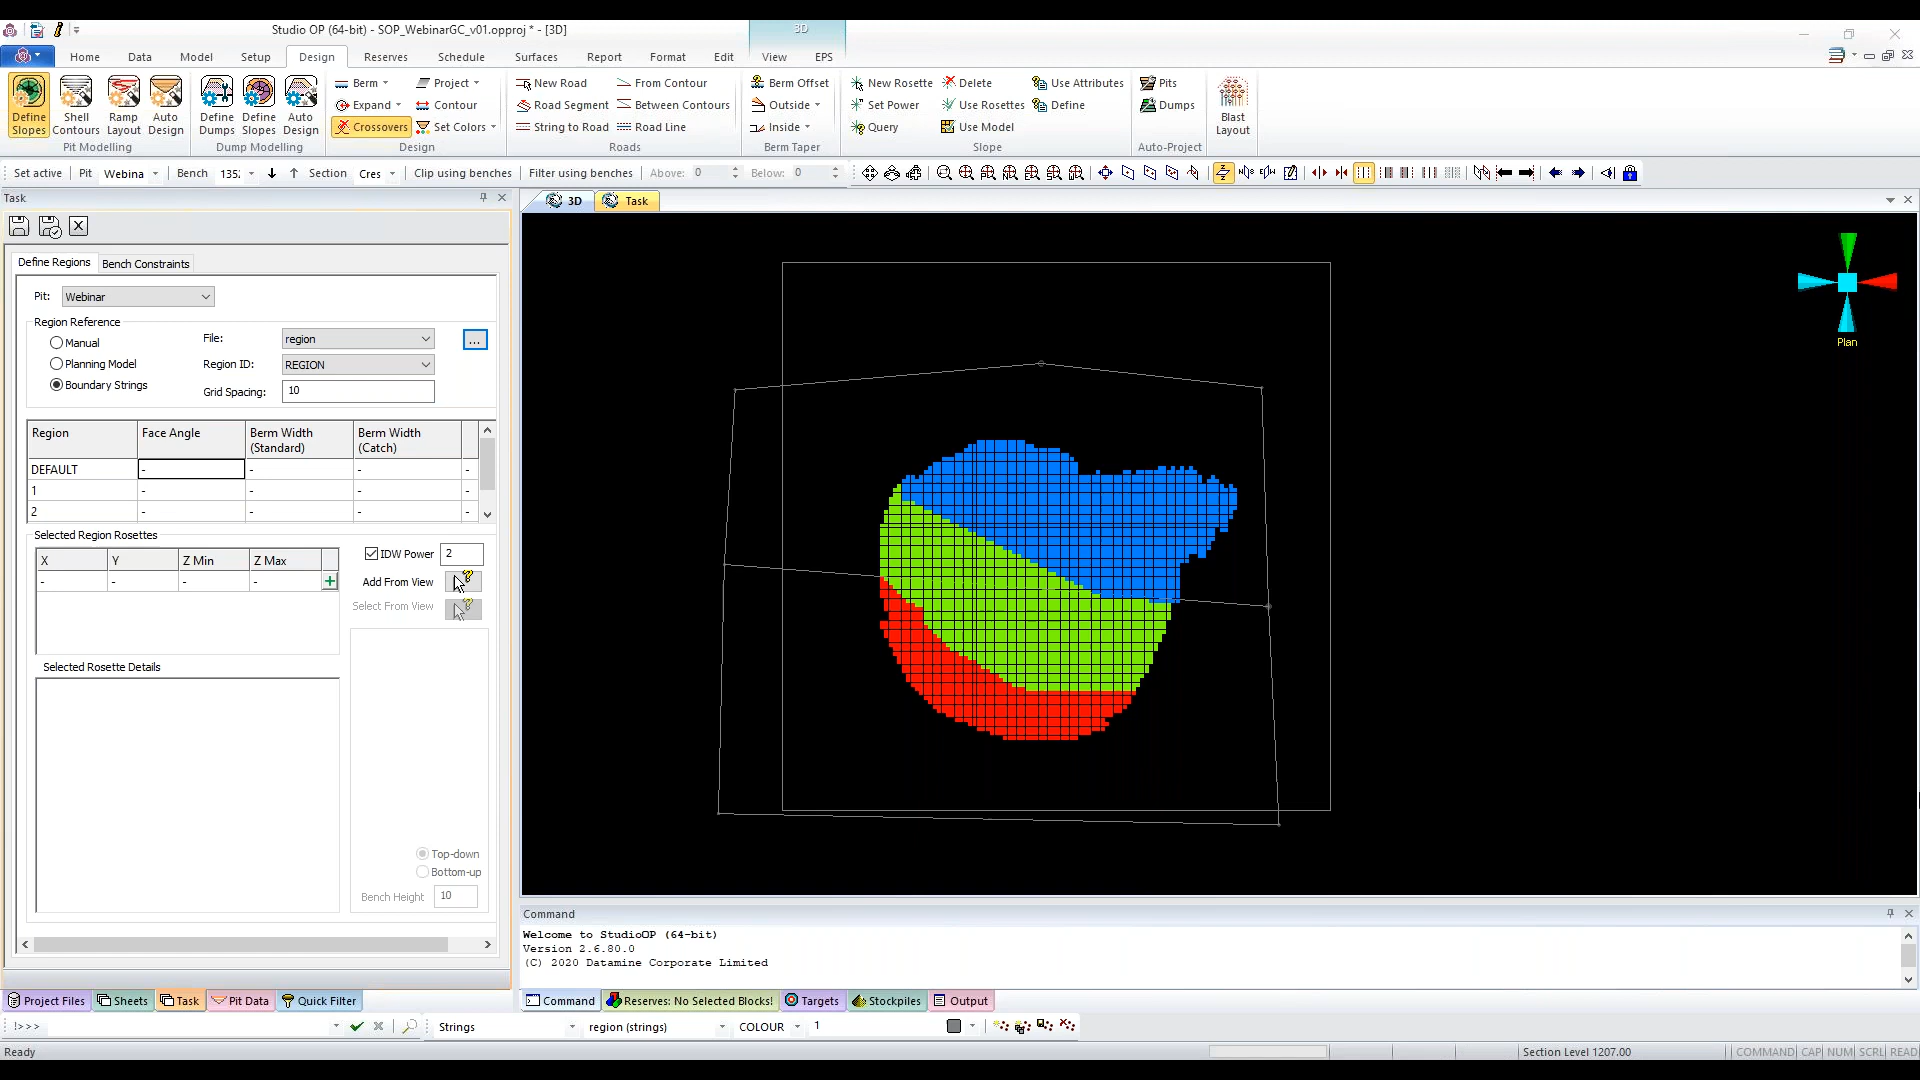 Studio OP (64-bit) - SOP_WebinarGC_v01.opproj * - [3D]
3D
Home Data Model Setup Design Reserves Schedule Surfaces Report Format Edit View EPS
Define Slopes
Shell Contours
Ramp Layout
Auto Design
Pit Modelling
Define Dumps
Define Slopes
Auto Design
Dump Modelling
Berm
Expand
Crossovers
Project
Contour
Set Colors
Design
New Road
Road Segment
String to Road
From Contour
Between Contours
Road Line
Roads
Berm Offset
Outside
Inside
Berm Taper
New Rosette
Set Power
Query
Delete
Use Rosettes
Use Model
Use Attributes
Define
Slope
Pits
Dumps
Auto-Project
Blast Layout
Set active Pit Webina Bench 135: Section Cres Clip using benches Filter using benches Above: 0 Below: 0
Task
3D Task
Define Regions Bench Constraints
Pit: Webinar
Region Reference
Manual
Planning Model
Boundary Strings
File: region ...
Region ID: REGION
Grid Spacing: 10
Region Face Angle Berm Width (Standard) Berm Width (Catch)
DEFAULT - - - -
1 - - - -
2 - - - -
Selected Region Rosettes
X Y Z Min Z Max
- - - - +
IDW Power 2
Add From View
Select From View
Selected Rosette Details
Top-down
Bottom-up
Bench Height 10
Plan
Command
Welcome to StudioOP (64-bit)
Version 2.6.80.0
(C) 2020 Datamine Corporate Limited
Project Files Sheets Task Pit Data Quick Filter
Command Reserves: No Selected Blocks! Targets Stockpiles Output
!>>> Strings region (strings) COLOUR 1
Ready Section Level 1207.00 COMMAND CAP NUM SCRL READ